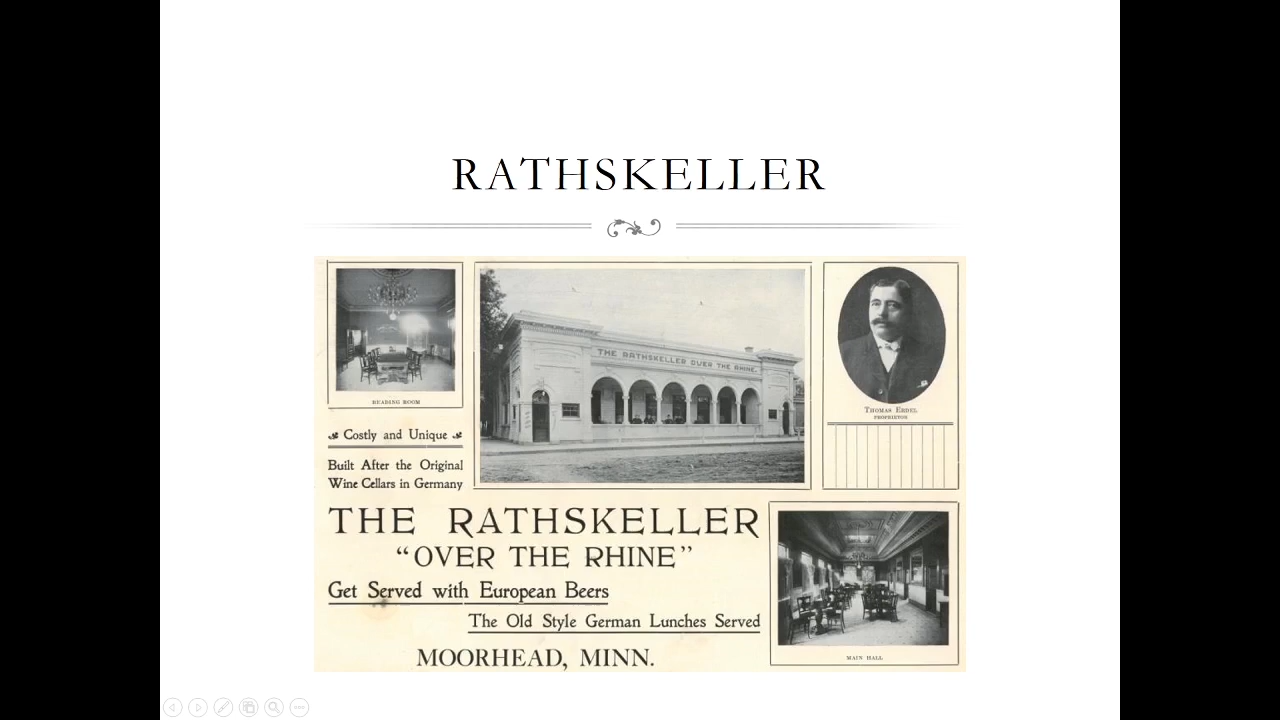 RATHSKELLER
READING ROOM
THE RATHSKELLER OVER THE RHINE.
THOMAS ERDEL
PROPRIETOR
Costly and Unique
Built After the Original
Wine Cellars in Germany
THE RATHSKELLER
“OVER THE RHINE”
Get Served with European Beers
The Old Style German Lunches Served
MOORHEAD, MINN.
MAIN HALL